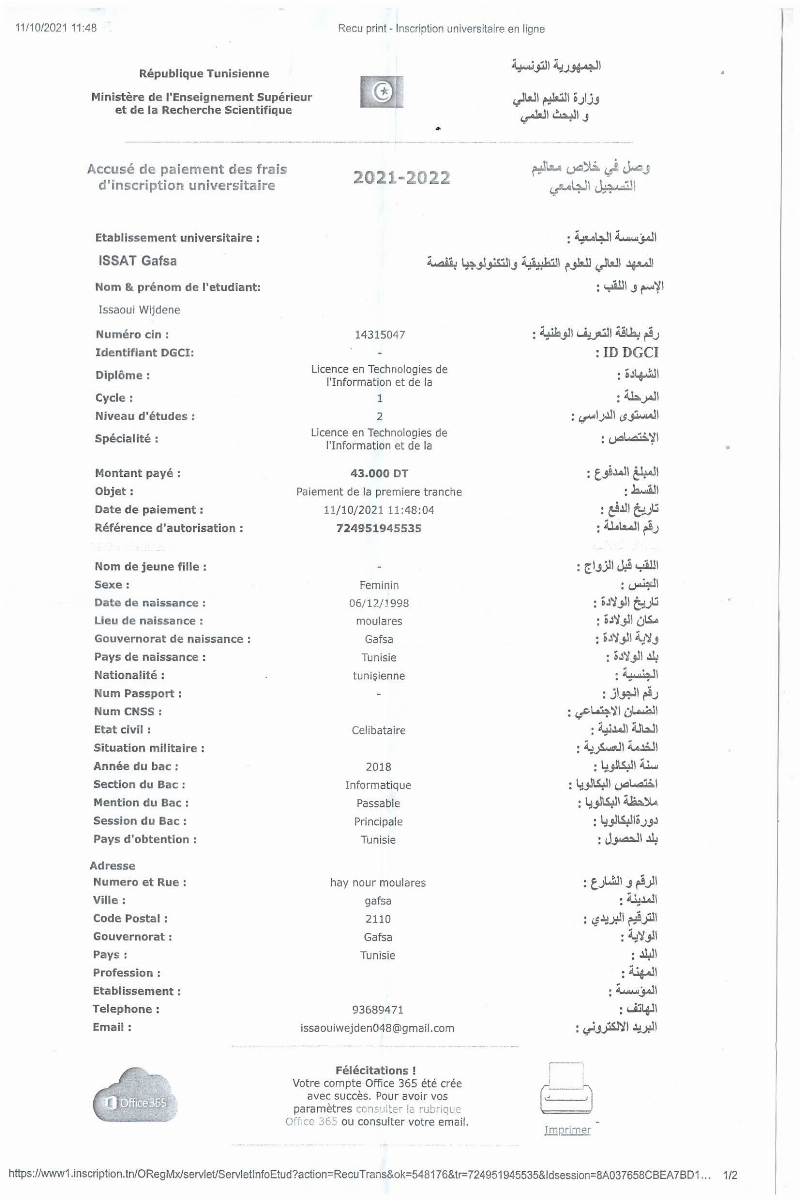 11/10/2021 11:48
Recu print - Inscription universitaire en ligne
République Tunisienne
الجمهورية التونسية
Ministère de l'Enseignement Supérieur
et de la Recherche Scientifique
وزارة التعليم العالي
و البحث العلمي
Accusé de paiement des frais
d'inscription universitaire
2021-2022
وصل في خلاص معاليم
التسجيل الجامعي
Etablissement universitaire : المؤسسة الجامعية :
ISSAT Gafsa المعهد العالي للعلوم التطبيقية والتكنولوجيا بقفصة
Nom & prénom de l'etudiant: الإسم و اللقب :
Issaoui Wijdene
Numéro cin : 14315047 رقم بطاقة التعريف الوطنية :
Identifiant DGCI: - ID DGCI :
Diplôme : Licence en Technologies de
l'Information et de la الشهادة :
Cycle : 1 المرحلة :
Niveau d'études : 2 المستوى الدراسي :
Spécialité : Licence en Technologies de
l'Information et de la الإختصاص :
Montant payé : 43.000 DT المبلغ المدفوع :
Objet : Paiement de la premiere tranche القسط :
Date de paiement : 11/10/2021 11:48:04 تاريخ الدفع :
Référence d'autorisation : 724951945535 رقم المعاملة :
Nom de jeune fille : - اللقب قبل الزواج :
Sexe : Feminin الجنس :
Date de naissance : 06/12/1998 تاريخ الولادة :
Lieu de naissance : moulares مكان الولادة :
Gouvernorat de naissance : Gafsa ولاية الولادة :
Pays de naissance : Tunisie بلد الولادة :
Nationalité : tunisienne الجنسية :
Num Passport : - رقم الجواز :
Num CNSS : الضمان الاجتماعي :
Etat civil : Celibataire الحالة المدنية :
Situation militaire : الخدمة العسكرية :
Année du bac : 2018 سنة البكالويا :
Section du Bac : Informatique اختصاص البكالويا :
Mention du Bac : Passable ملاحظة البكالويا :
Session du Bac : Principale دورةالبكالويا :
Pays d'obtention : Tunisie بلد الحصول :
Adresse
Numero et Rue : hay nour moulares الرقم و الشارع :
Ville : gafsa المدينة :
Code Postal : 2110 الترقيم البريدي :
Gouvernorat : Gafsa الولاية :
Pays : Tunisie البلد :
Profession : المهنة :
Etablissement : المؤسسة :
Telephone : 93689471 الهاتف :
Email : issaouiwejden048@gmail.com البريد الالكتروني :
Office 365
Félécitations !
Votre compte Office 365 été crée
avec succès. Pour avoir vos
paramètres consulter la rubrique
Office 365 ou consulter votre email.
Imprimer
https://www1.inscription.tn/ORegMx/servlet/ServletInfoEtud?action=RecuTrans&ok=548176&tr=724951945535&Idsession=8A037658CBEA7BD1... 1/2